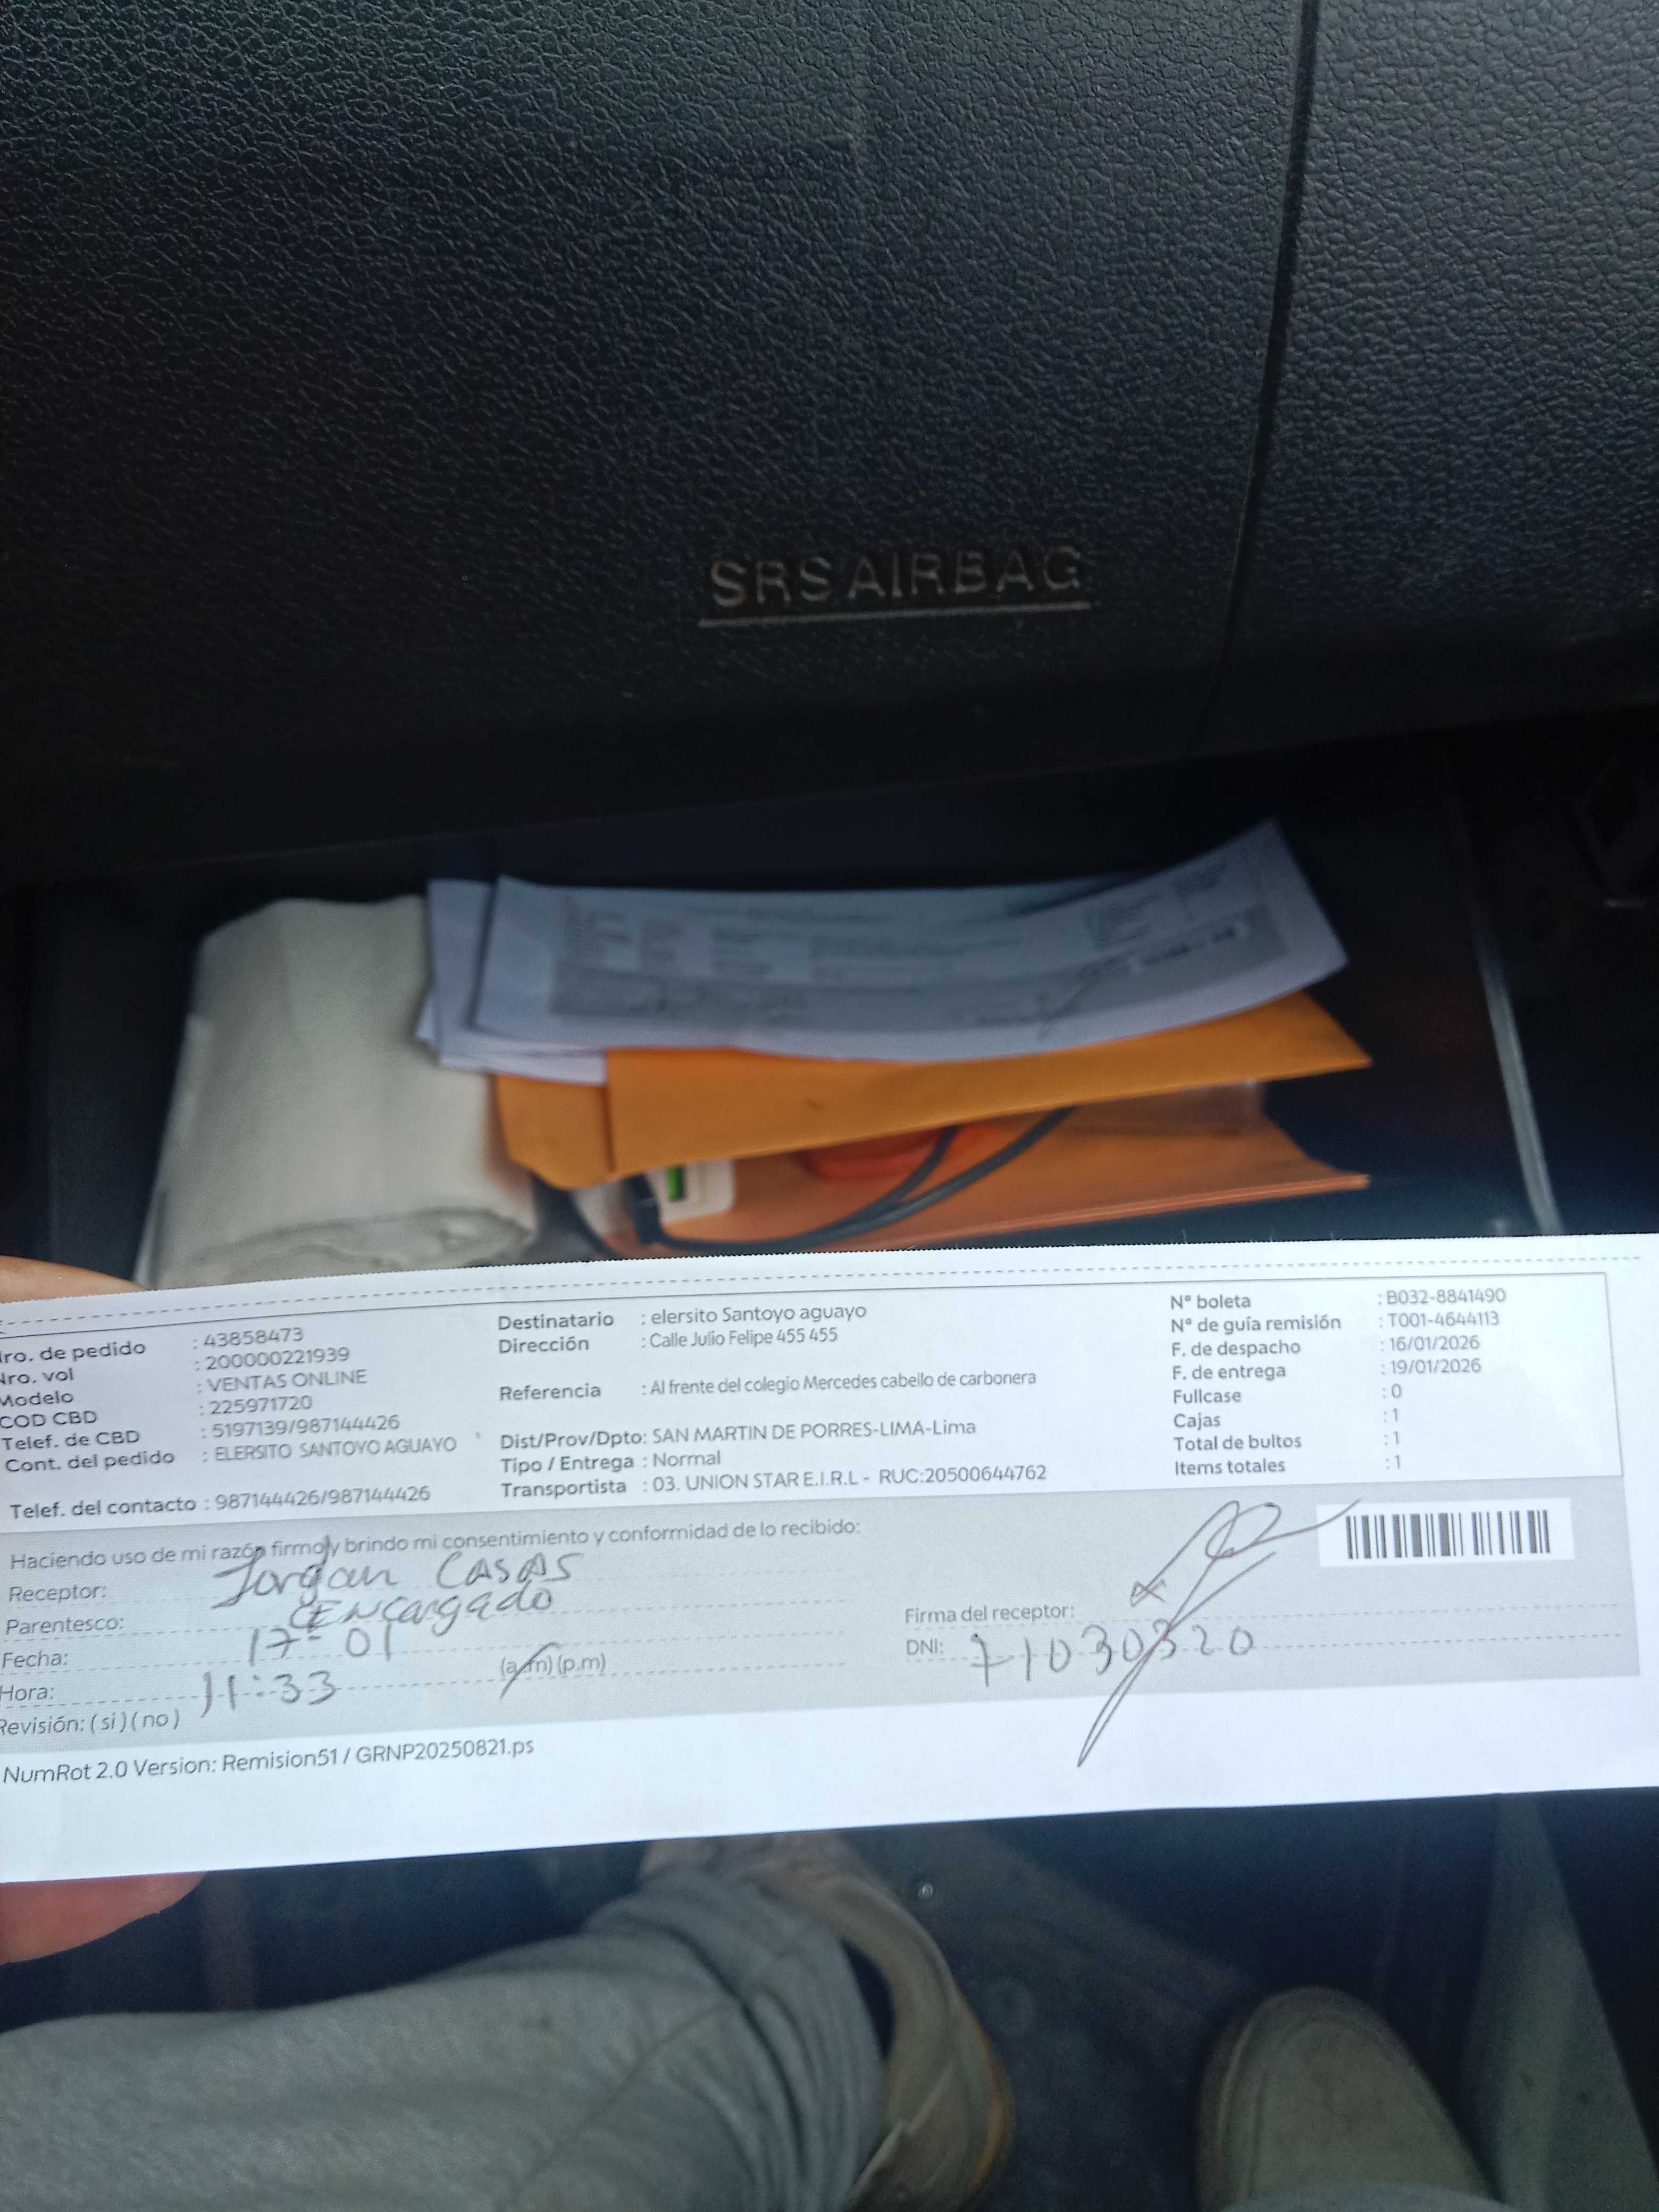 SRS AIRBAG
ro. de pedido : 43858473
Nro. vol : 200000221939
Modelo : VENTAS ONLINE
COD CBD : 225971720
Telef. de CBD : 5197139/987144426
Cont. del pedido : ELERSITO SANTOYO AGUAYO
Telef. del contacto : 987144426/987144426
Destinatario : elersito Santoyo aguayo
Dirección : Calle Julio Felipe 455 455
Referencia : Al frente del colegio Mercedes cabello de carbonera
Dist/Prov/Dpto: SAN MARTIN DE PORRES-LIMA-Lima
Tipo / Entrega : Normal
Transportista : 03. UNION STAR E.I.R.L - RUC:20500644762
N° boleta : B032-8841490
N° de guía remisión : T001-4644113
F. de despacho : 16/01/2026
F. de entrega : 19/01/2026
Fullcase : 0
Cajas : 1
Total de bultos : 1
Items totales : 1
Haciendo uso de mi razón firmo y brindo mi consentimiento y conformidad de lo recibido:
Receptor: Jorgan CASAS
Parentesco: ENcargado
Fecha: 17-01
Hora: 11:33 (a.m) (p.m)
Revisión: ( si ) ( no )
Firma del receptor:
DNI: 71030320
NumRot 2.0 Version: Remision51 / GRNP20250821.ps